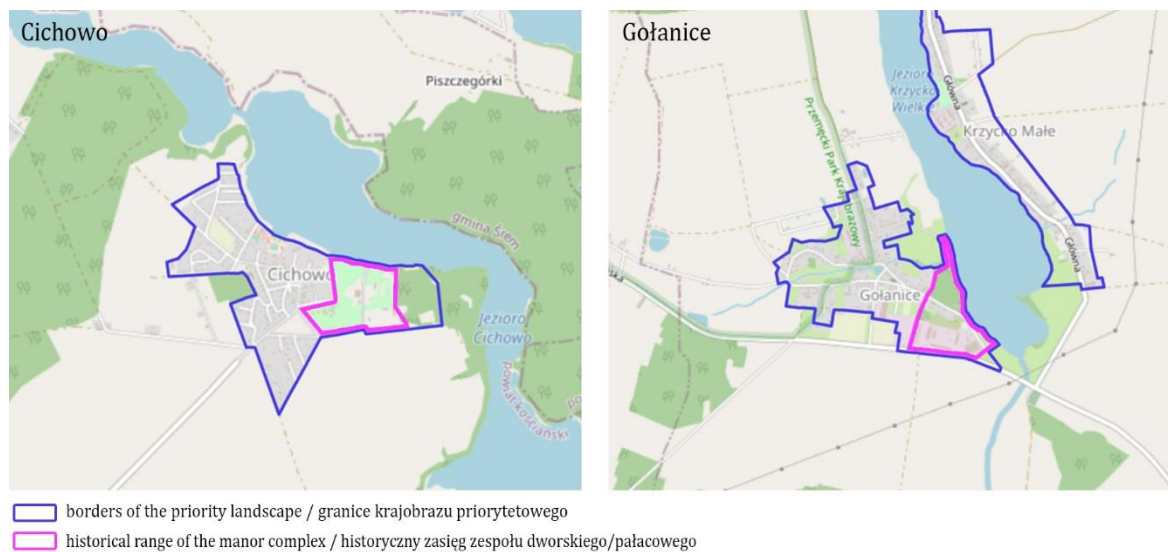 Cichowo
Piszczegórki
gmina Śrem
Cichowo
Jezioro
Cichowo
powiat kościański
Gołanice
Jezioro
Krzycko
Wielkie
Główna
Krzycko Małe
Przemęcki Park Krajobrazowy
Główna
Gołanice
ska
borders of the priority landscape / granice krajobrazu priorytetowego
historical range of the manor complex / historyczny zasięg zespołu dworskiego/pałacowego